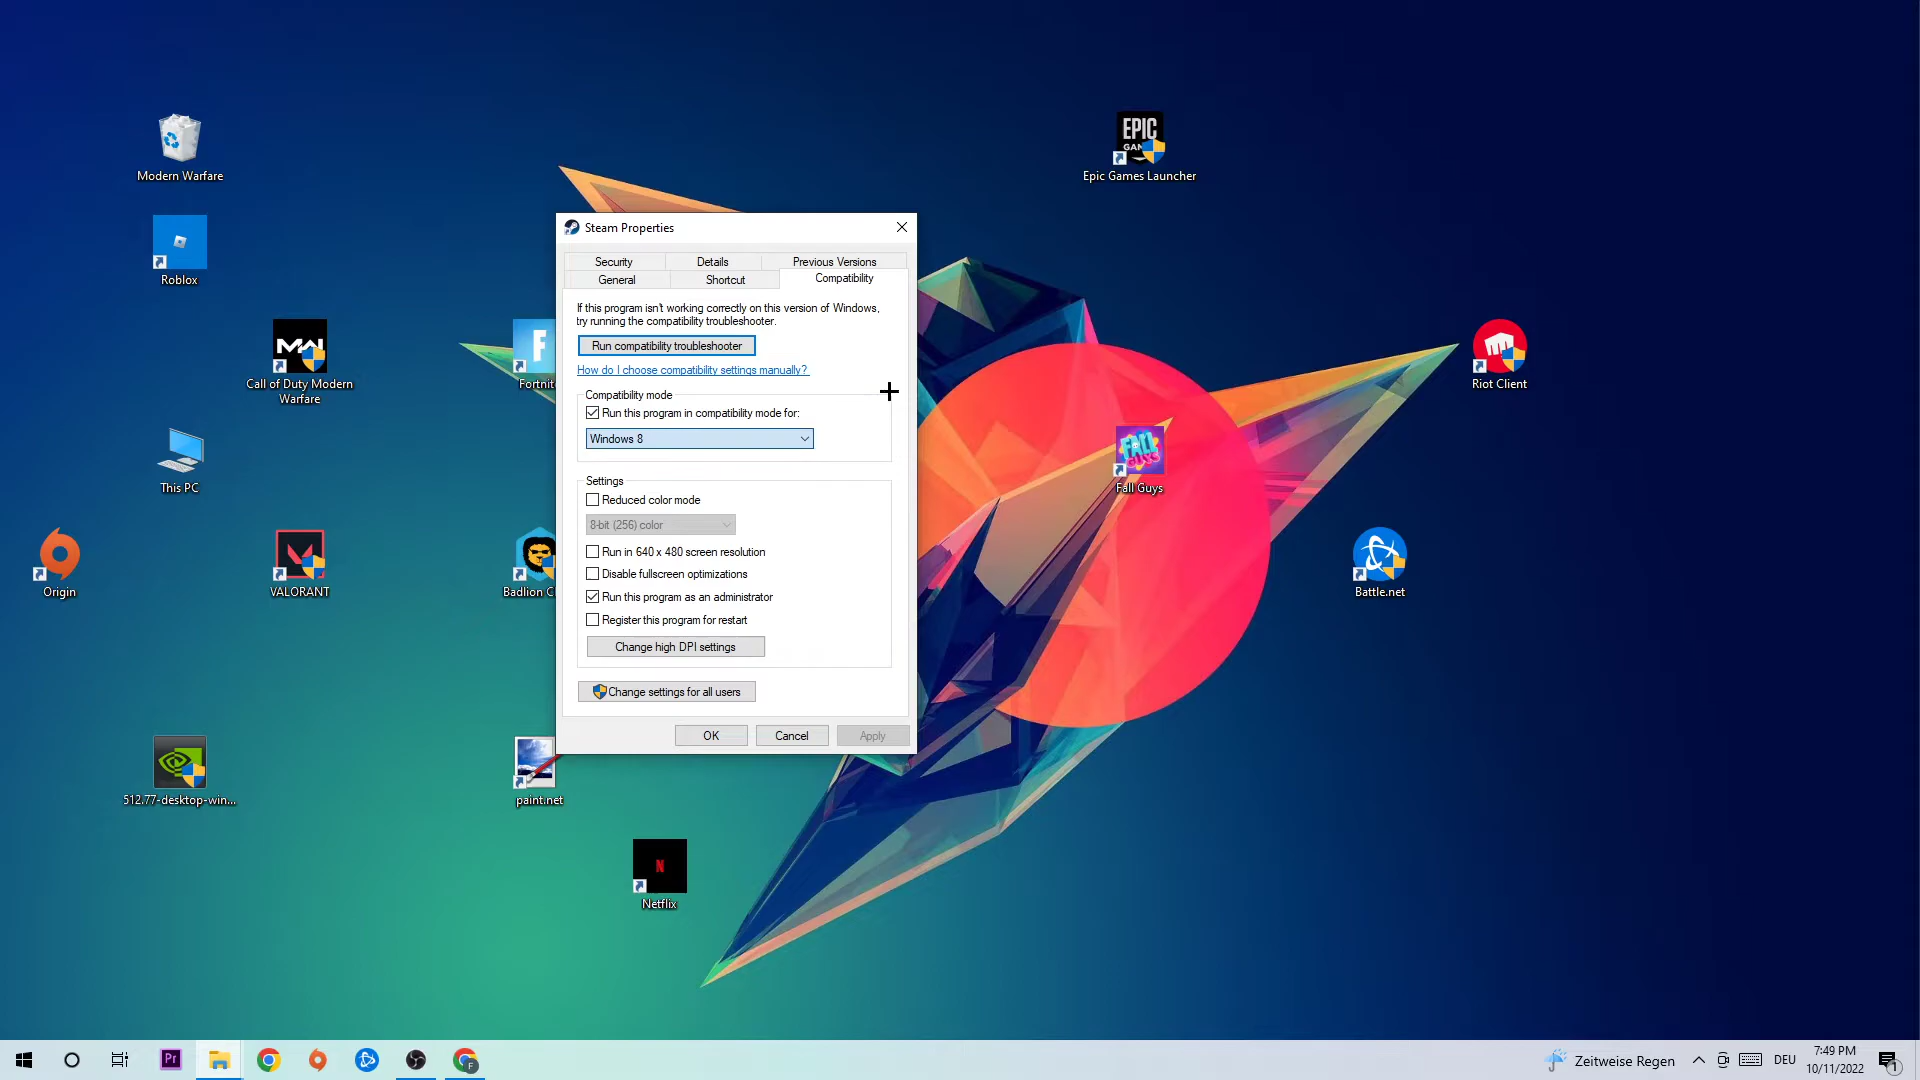 Modern Warfare
Roblox
Call of Duty Modern
Warfare
This PC
Origin
VALORANT
512.77-desktop-win...
Fortnite
Badlion C
paint.net
Netflix
EPIC
GAM
Epic Games Launcher
Riot Client
FALL
GUYS
Fall Guys
Battle.net
Steam Properties
Security
Details
Previous Versions
General
Shortcut
Compatibility
If this program isn't working correctly on this version of Windows,
try running the compatibility troubleshooter.
Run compatibility troubleshooter
How do I choose compatibility settings manually?
Compatibility mode
Run this program in compatibility mode for:
Windows 8
Settings
Reduced color mode
8-bit (256) color
Run in 640 x 480 screen resolution
Disable fullscreen optimizations
Run this program as an administrator
Register this program for restart
Change high DPI settings
Change settings for all users
OK
Cancel
Apply
Pr
F
Zeitweise Regen
DEU
7:49 PM
10/11/2022
1